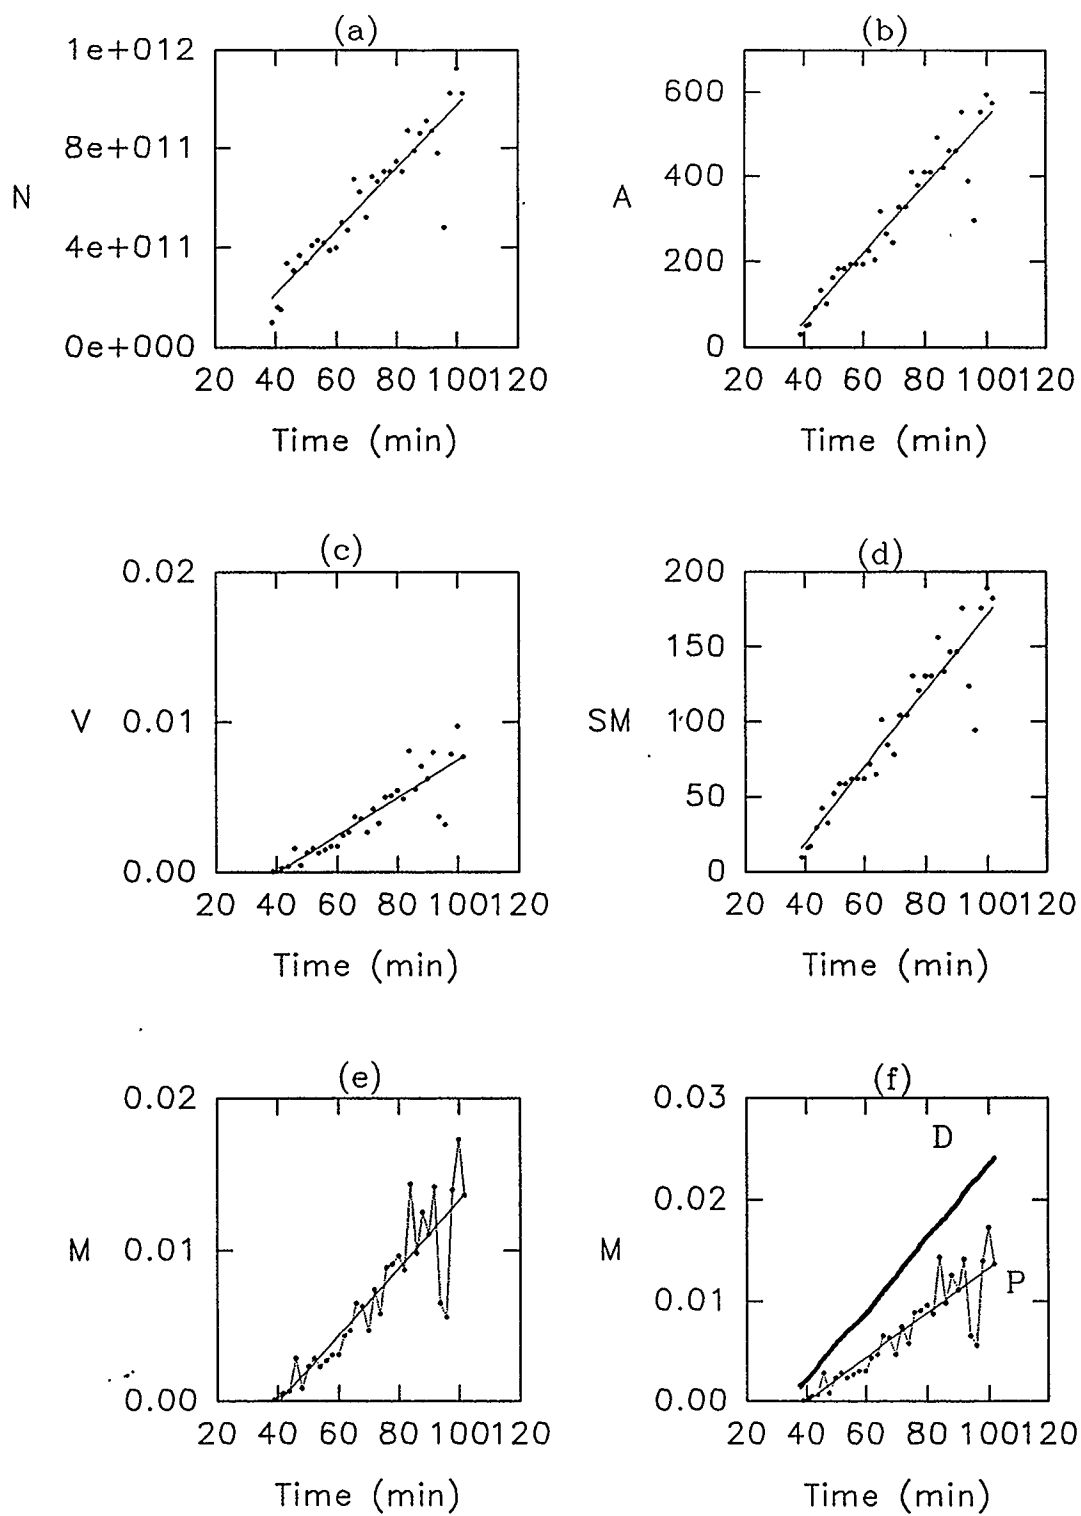 (a)
1e+012
8e+011
N
4e+011
0e+000
20 40 60 80 100120
Time (min)
(b)
600
400
A
200
0
20 40 60 80 100120
Time (min)
(c)
0.02
V 0.01
0.00
20 40 60 80 100120
Time (min)
(d)
200
150
SM 100
50
0
20 40 60 80 100120
Time (min)
(e)
0.02
M 0.01
0.00
20 40 60 80 100120
Time (min)
(f)
0.03
D
0.02
M
0.01
P
0.00
20 40 60 80 100120
Time (min)